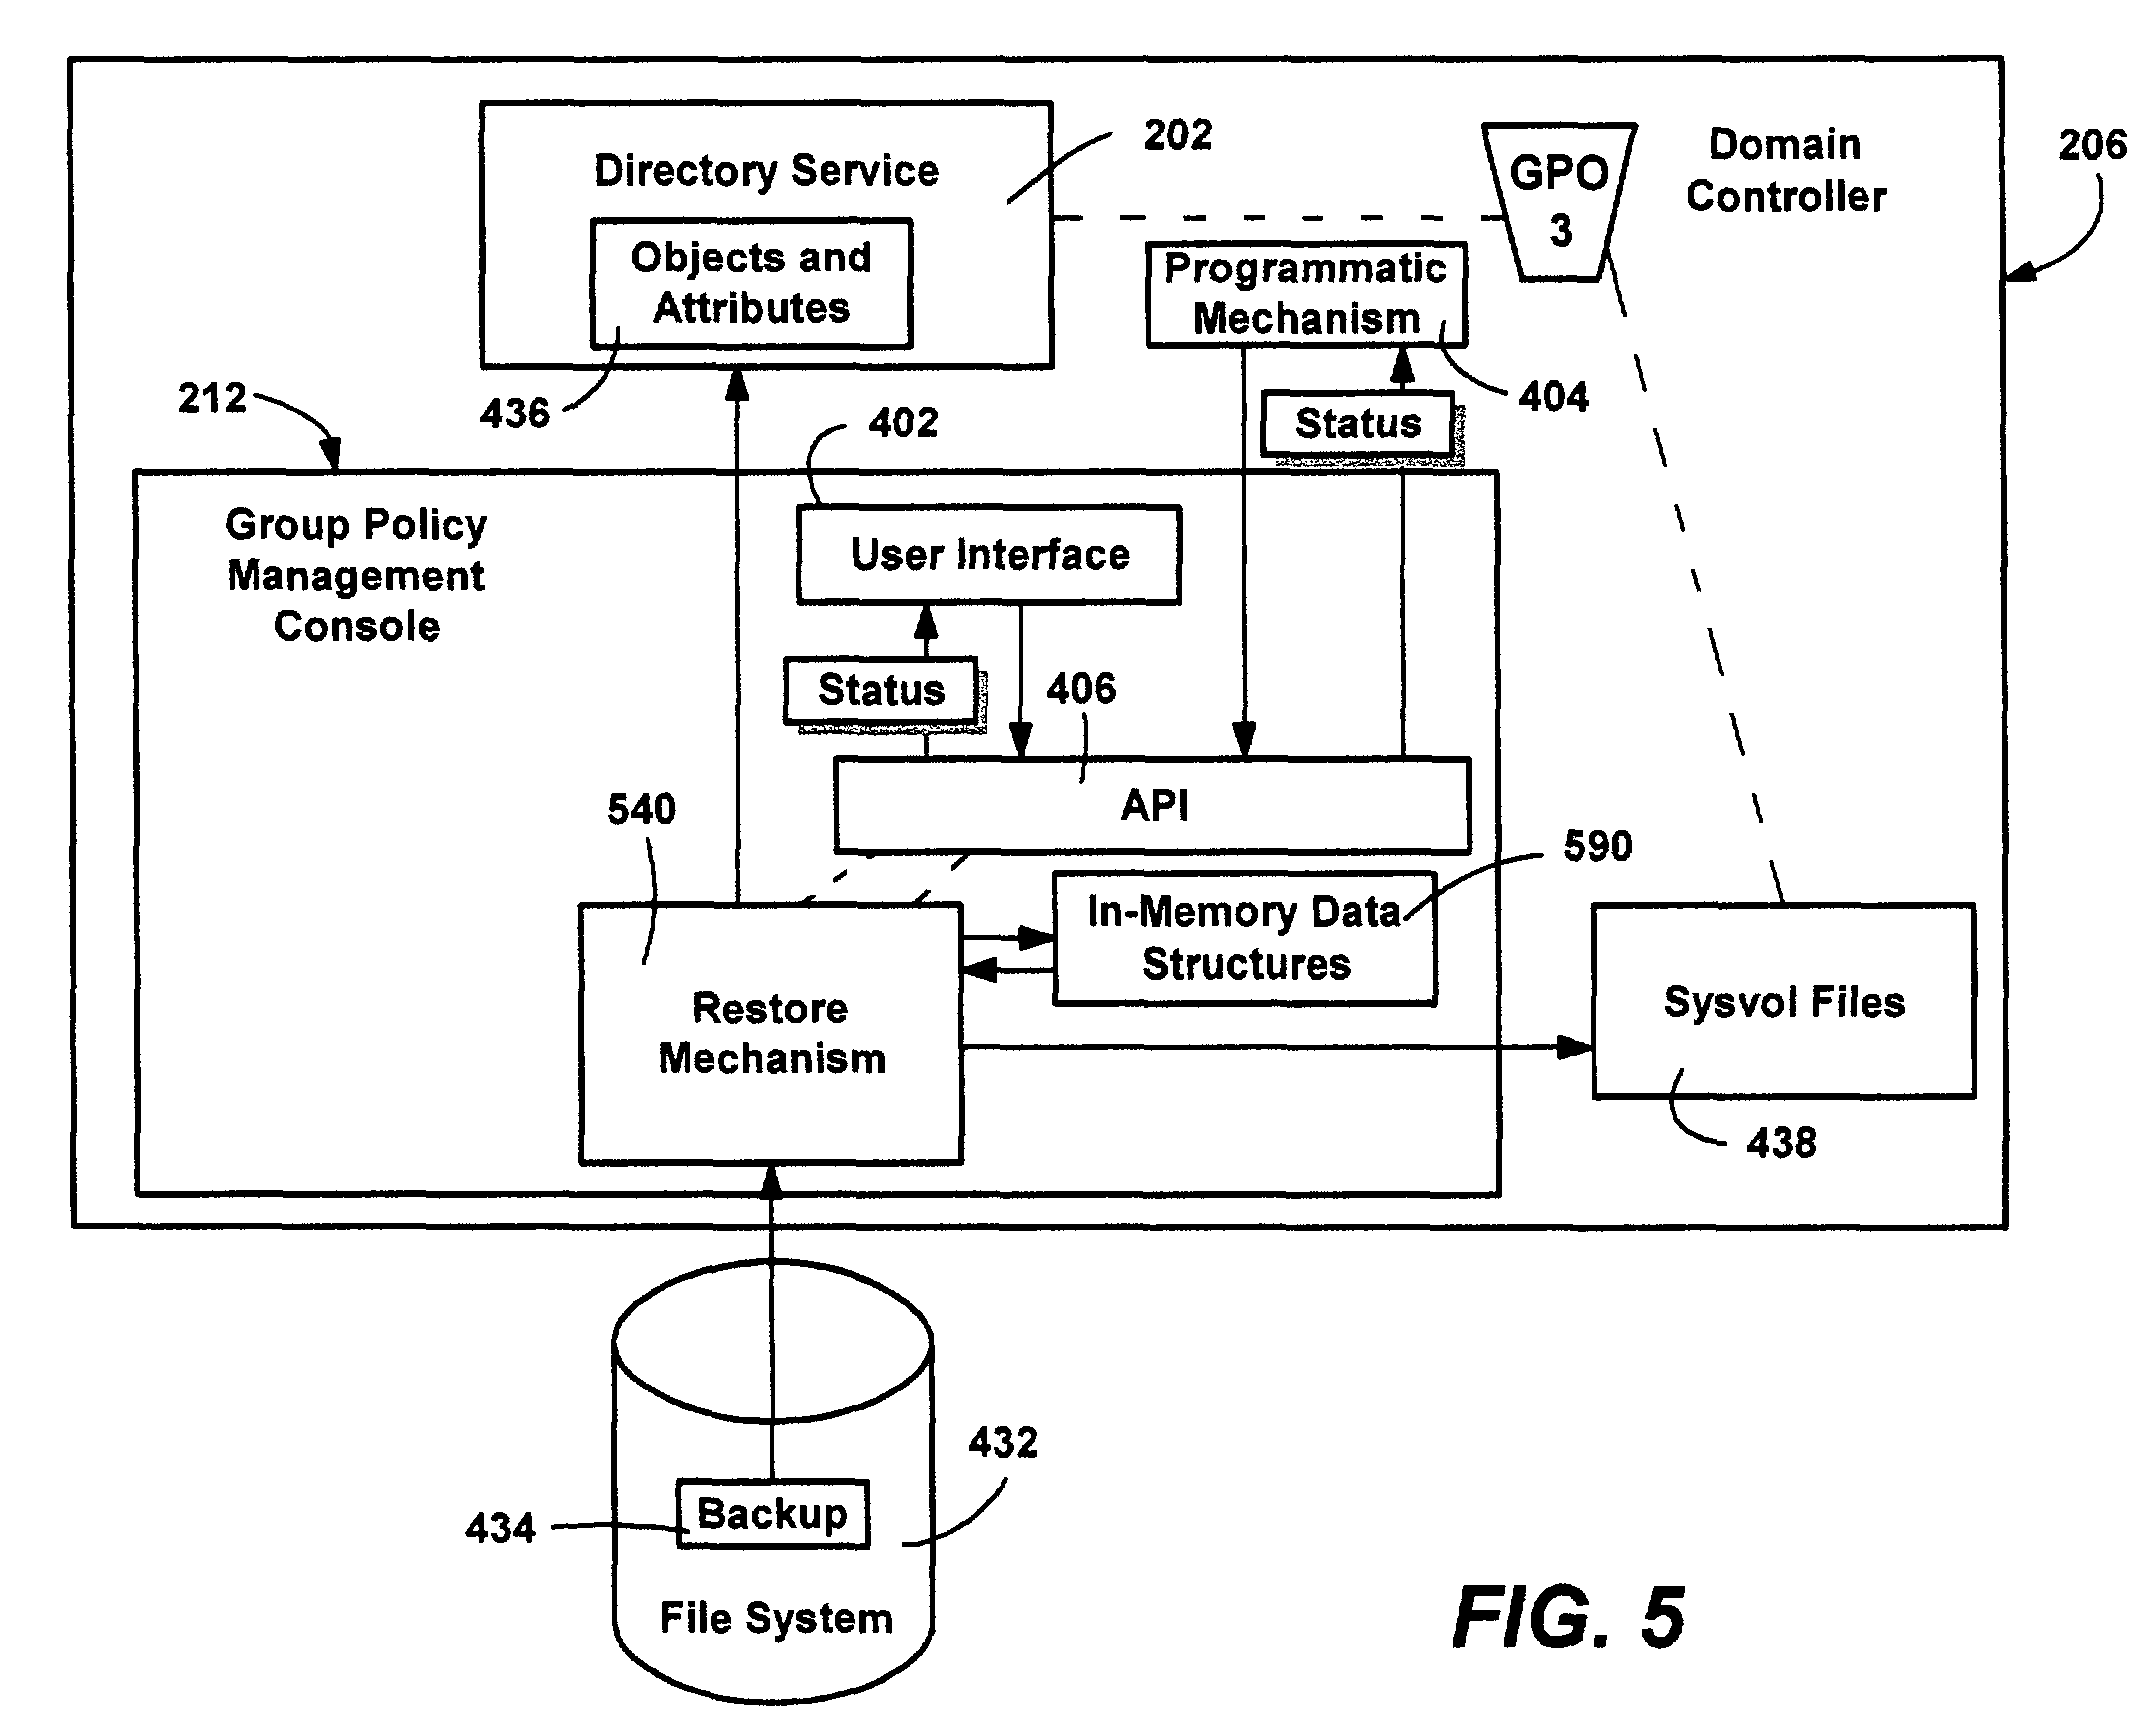 202
Directory Service
Objects and
Attributes
436
GPO
3
Domain
Controller
206
Programmatic
Mechanism
404
Status
212
402
Group Policy
Management
Console
User Interface
Status
406
API
540
590
In-Memory Data
Structures
Restore
Mechanism
Sysvol Files
438
432
434
Backup
File System
FIG. 5